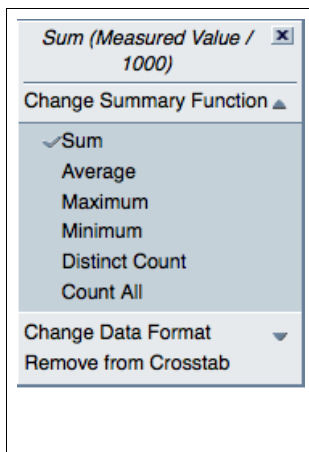 Sum (Measured Value /
1000)
Change Summary Function
Sum
Average
Maximum
Minimum
Distinct Count
Count All
Change Data Format
Remove from Crosstab